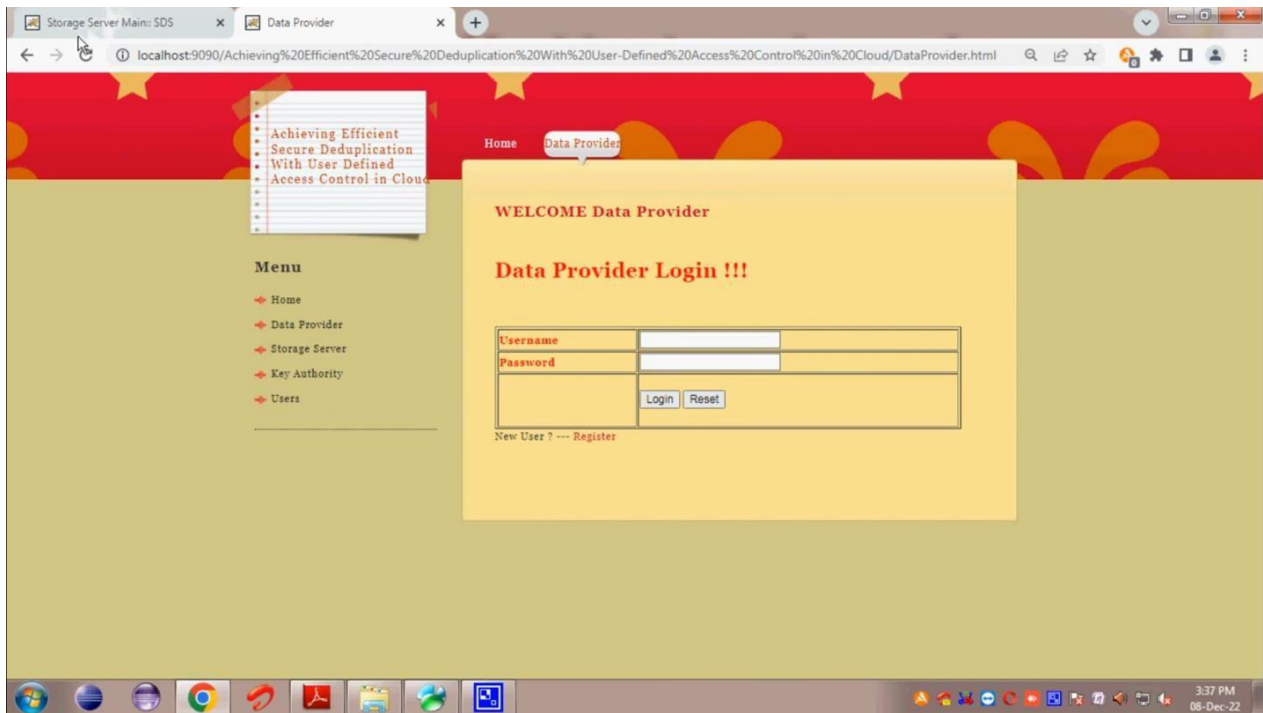 Storage Server Main:: SDS
Data Provider
localhost:9090/Achieving%20Efficient%20Secure%20Deduplication%20With%20User-Defined%20Access%20Control%20in%20Cloud/DataProvider.html
Achieving Efficient
Secure Deduplication
With User Defined
Access Control in Cloud
Home
Data Provider
WELCOME Data Provider
Data Provider Login !!!
Username
Password
Login
Reset
New User ? --- Register
Menu
Home
Data Provider
Storage Server
Key Authority
Users
3:37 PM
08-Dec-22